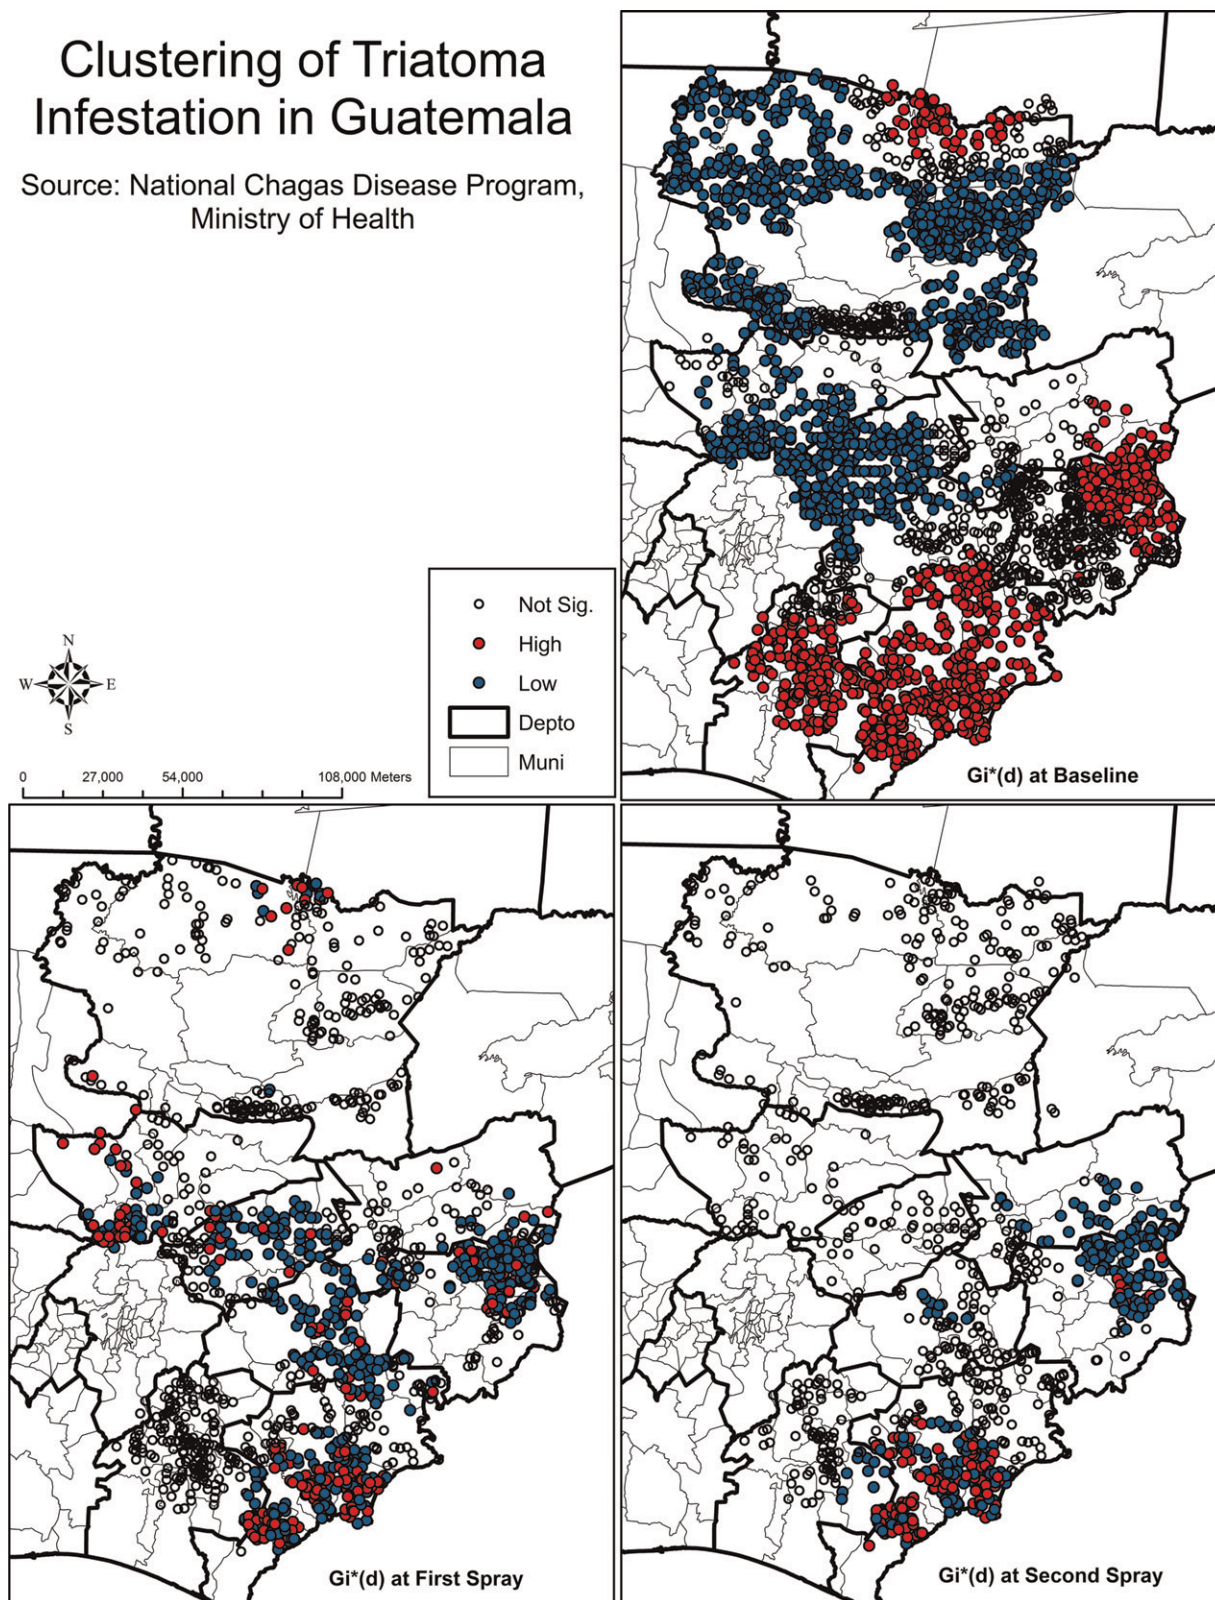 Clustering of Triatoma
Infestation in Guatemala
Source: National Chagas Disease Program,
Ministry of Health
Not Sig.
High
Low
Depto
Muni
N
W E
S
0 27,000 54,000 108,000 Meters
Gi*(d) at Baseline
Gi*(d) at First Spray
Gi*(d) at Second Spray